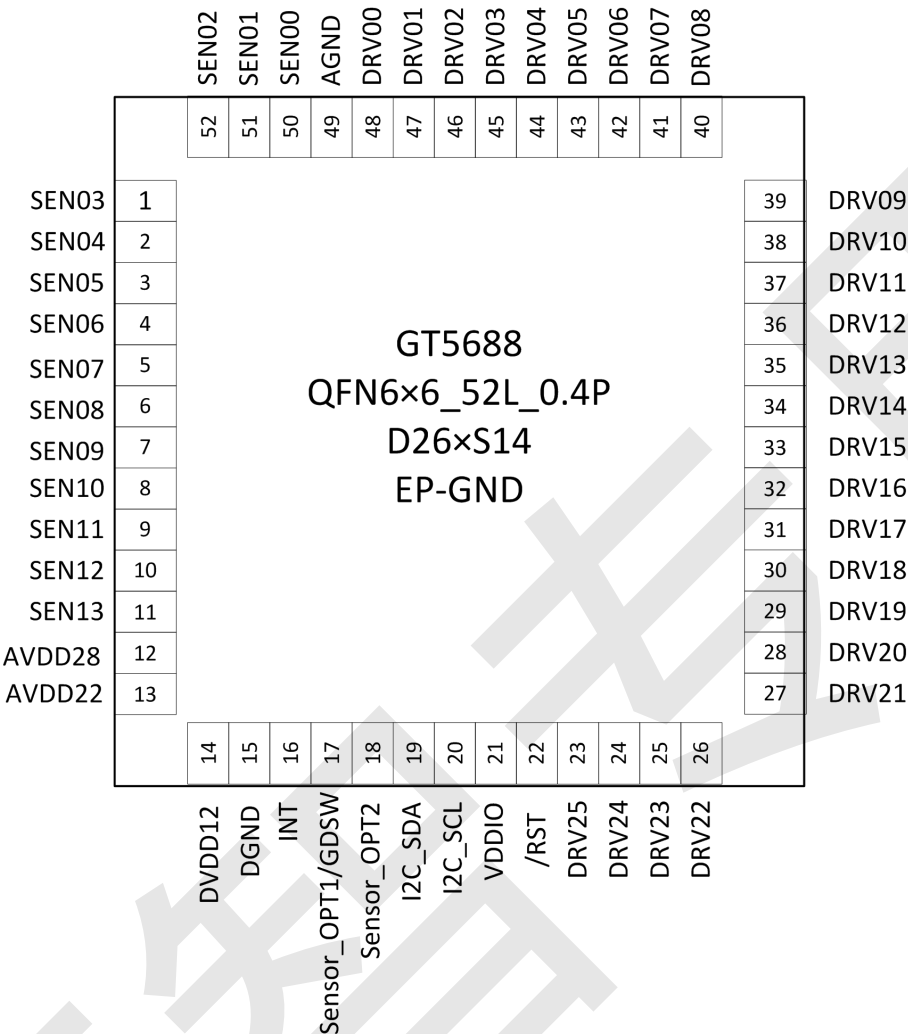 SEN02 SEN01 SEN00 AGND DRV00 DRV01 DRV02 DRV03 DRV04 DRV05 DRV06 DRV07 DRV08
52 51 50 49 48 47 46 45 44 43 42 41 40
SEN03 1 39 DRV09
SEN04 2 38 DRV10
SEN05 3 37 DRV11
SEN06 4 36 DRV12
GT5688
SEN07 5 35 DRV13
QFN6×6_52L_0.4P
SEN08 6 34 DRV14
D26×S14
SEN09 7 33 DRV15
EP-GND
SEN10 8 32 DRV16
SEN11 9 31 DRV17
SEN12 10 30 DRV18
SEN13 11 29 DRV19
AVDD28 12 28 DRV20
AVDD22 13 27 DRV21
14 15 16 17 18 19 20 21 22 23 24 25 26
DVDD12 DGND INT Sensor_OPT1/GDSW Sensor_OPT2 I2C_SDA I2C_SCL VDDIO /RST DRV25 DRV24 DRV23 DRV22